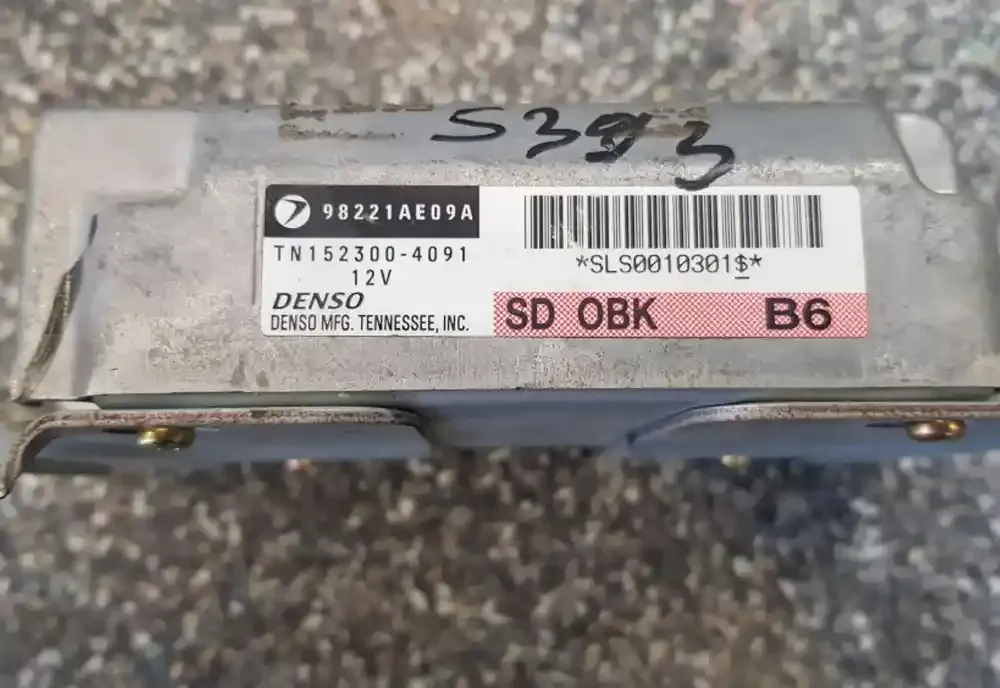 S393
98221AE09A
TN152300-4091
12V
DENSO
DENSO MFG. TENNESSEE, INC.
*SLS0010301$*
SD OBK B6